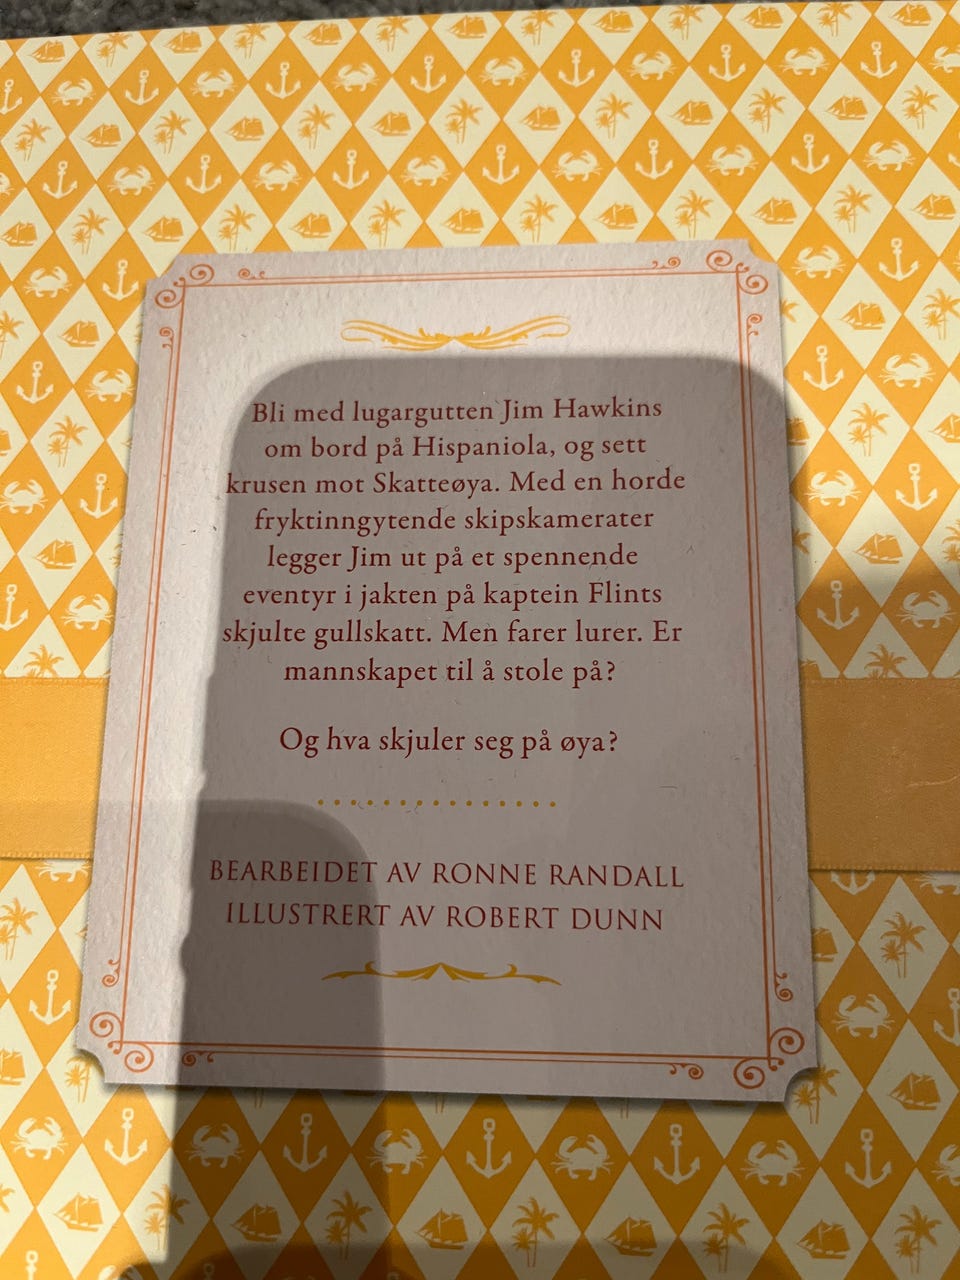 Bli med lugargutten Jim Hawkins
om bord på Hispaniola, og sett
krusen mot Skatteøya. Med en horde
fryktinngytende skipskamerater
legger Jim ut på et spennende
eventyr i jakten på kaptein Flints
skjulte gullskatt. Men farer lurer. Er
mannskapet til å stole på?
Og hva skjuler seg på øya?
BEARBEIDET AV RONNE RANDALL
ILLUSTRERT AV ROBERT DUNN